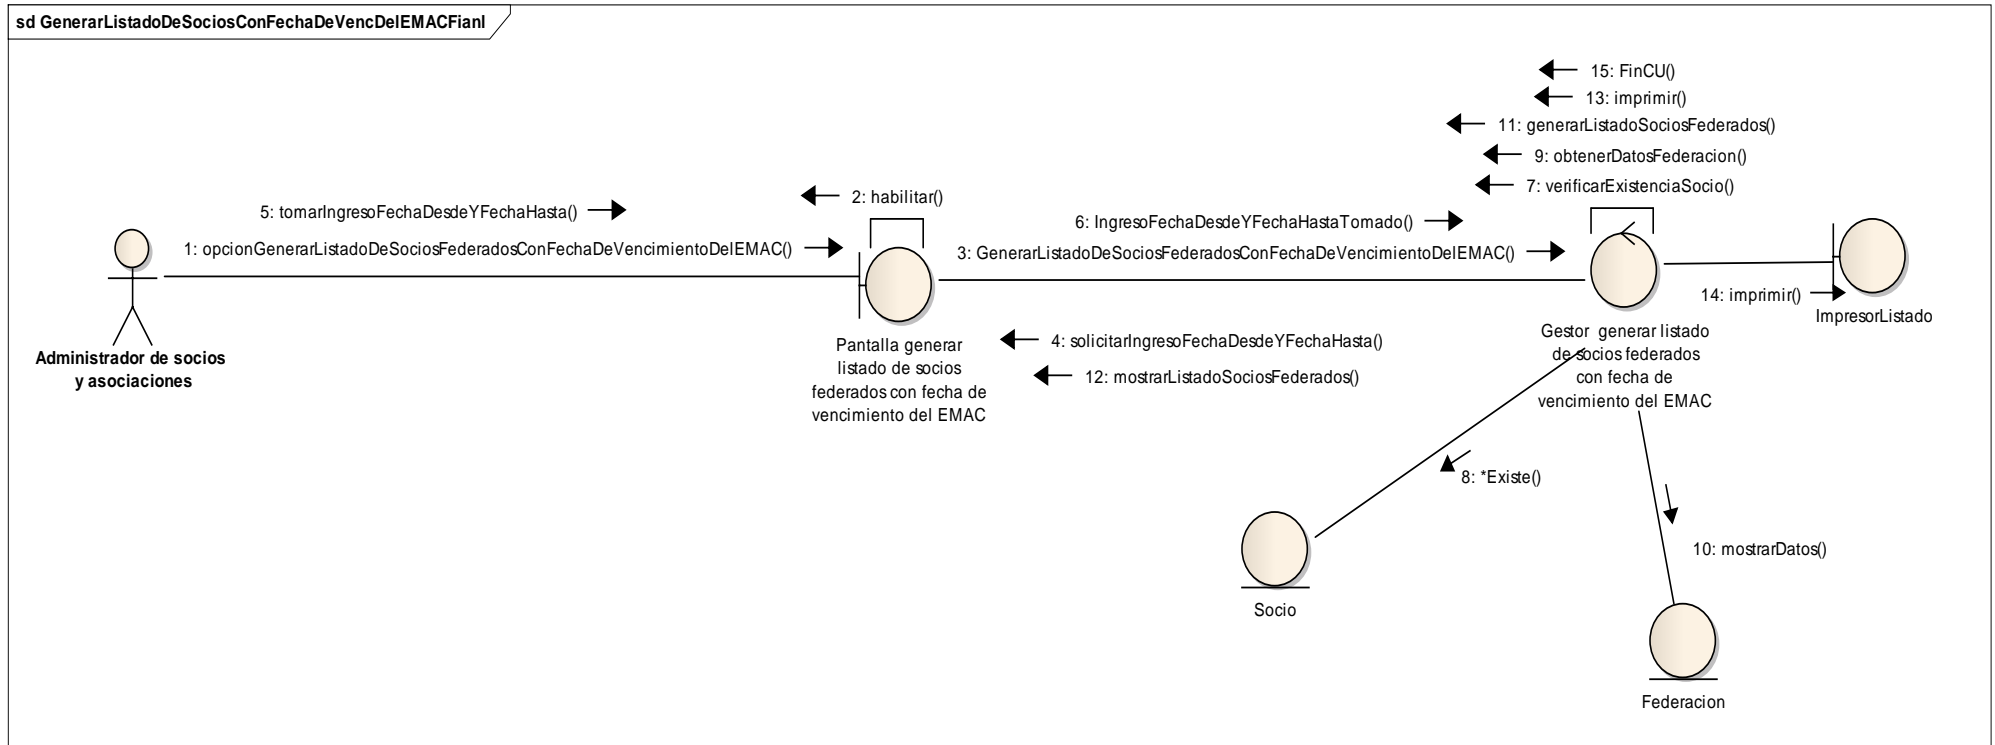 sd GenerarListadoDeSociosConFechaDeVencDelEMACFianl
15: FinCU()
13: imprimir()
11: generarListadoSociosFederados()
9: obtenerDatosFederacion()
7: verificarExistenciaSocio()
2: habilitar()
5: tomarIngresoFechaDesdeYFechaHasta()
6: IngresoFechaDesdeYFechaHastaTomado()
1: opcionGenerarListadoDeSociosFederadosConFechaDeVencimientoDelEMAC()
3: GenerarListadoDeSociosFederadosConFechaDeVencimientoDelEMAC()
14: imprimir()
ImpresorListado
Administrador de socios
y asociaciones
Pantalla generar
listado de socios
federados con fecha de
vencimiento del EMAC
4: solicitarIngresoFechaDesdeYFechaHasta()
12: mostrarListadoSociosFederados()
Gestor generar listado
de socios federados
con fecha de
vencimiento del EMAC
8: *Existe()
10: mostrarDatos()
Socio
Federacion